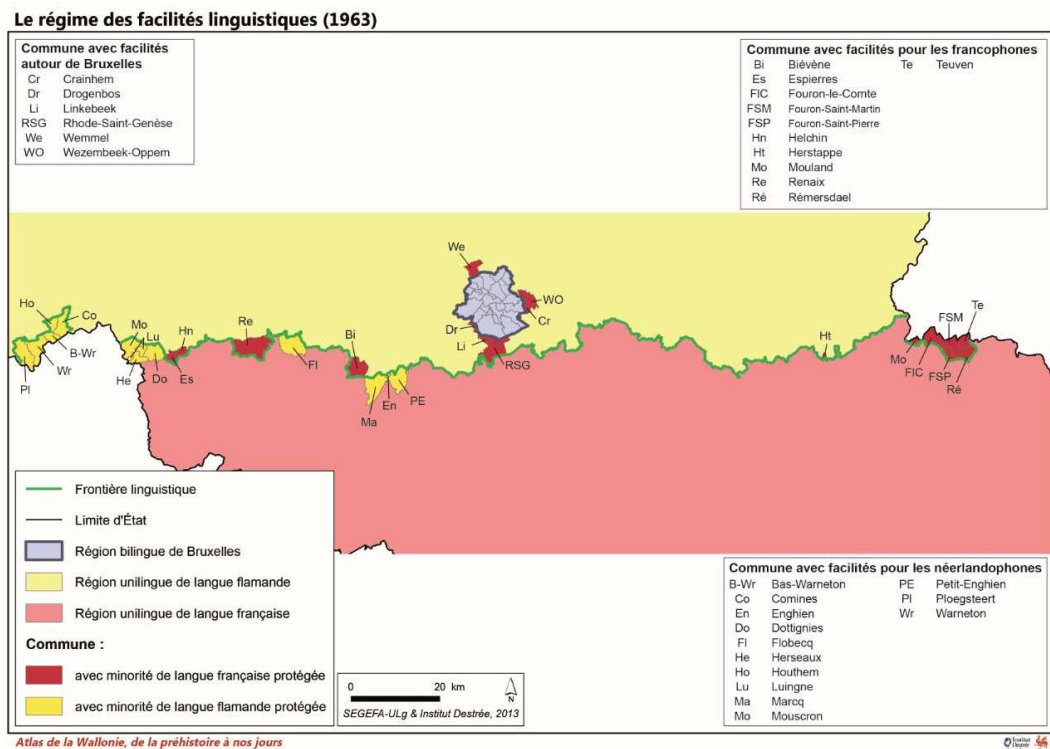 Le régime des facilités linguistiques (1963)
Commune avec facilités
autour de Bruxelles
Cr Crainhem
Dr Drogenbos
Li Linkebeek
RSG Rhode-Saint-Genèse
We Wemmel
WO Wezembeek-Oppem
Commune avec facilités pour les francophones
Bi Biévène Te Teuven
Es Espierres
FlC Fouron-le-Comte
FSM Fouron-Saint-Martin
FSP Fouron-Saint-Pierre
Hn Helchin
Ht Herstappe
Mo Mouland
Re Renaix
Ré Rémersdael
We
WO
Cr
Dr
Li
RSG
Ho
Co
B-Wr
Wr
Pl
Mo
Lu
Hn
He
Do
Es
Re
Fl
Bi
Ma
En
PE
Ht
Te
FSM
Mo
FlC
FSP
Ré
Frontière linguistique
Limite d'État
Région bilingue de Bruxelles
Région unilingue de langue flamande
Région unilingue de langue française
Commune :
avec minorité de langue française protégée
avec minorité de langue flamande protégée
0 20 km
N
SEGEFA-ULg & Institut Destrée, 2013
Commune avec facilités pour les néerlandophones
B-Wr Bas-Warneton PE Petit-Enghien
Co Comines Pl Ploegsteert
En Enghien Wr Warneton
Do Dottignies
Fl Flobecq
He Herseaux
Ho Houthem
Lu Luingne
Ma Marcq
Mo Mouscron
Atlas de la Wallonie, de la préhistoire à nos jours
Institut
Destrée